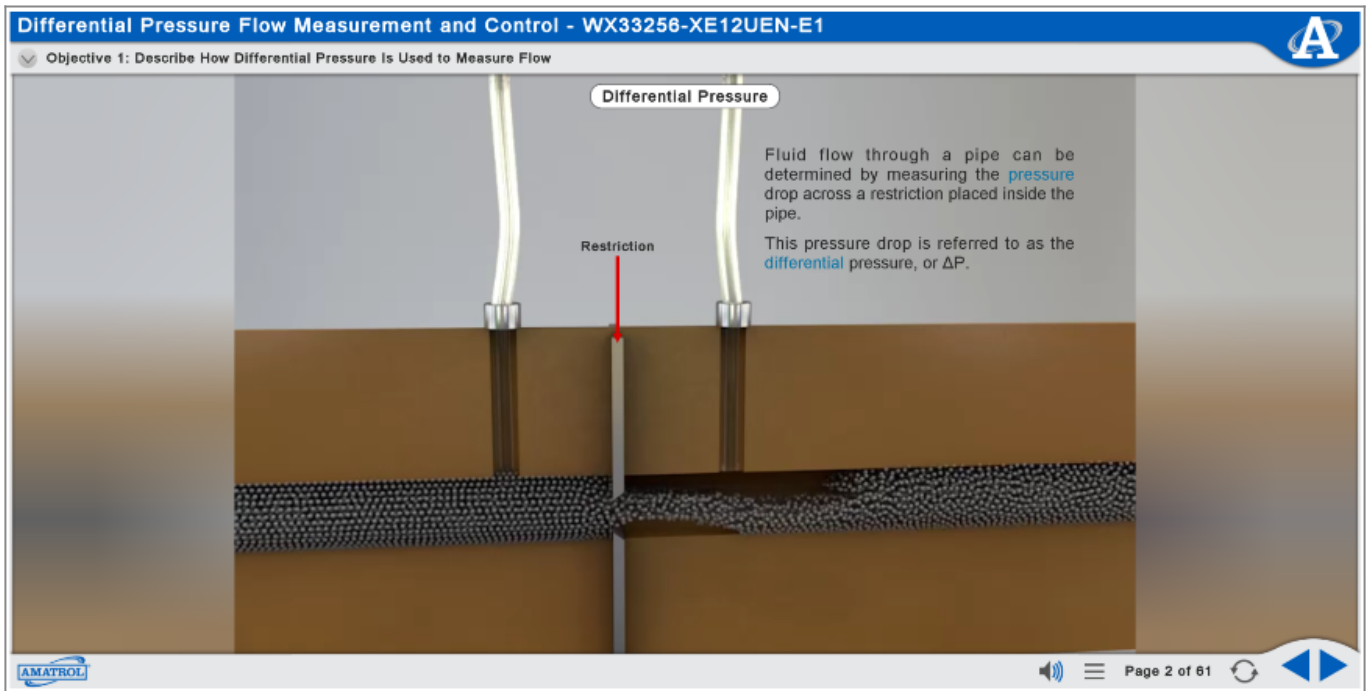 Differential Pressure Flow Measurement and Control - WX33256-XE12UEN-E1
A
Objective 1: Describe How Differential Pressure Is Used to Measure Flow
Differential Pressure
Fluid flow through a pipe can be
determined by measuring the pressure
drop across a restriction placed inside the
pipe.
This pressure drop is referred to as the
differential pressure, or ΔP.
Restriction
AMATROL
Page 2 of 61